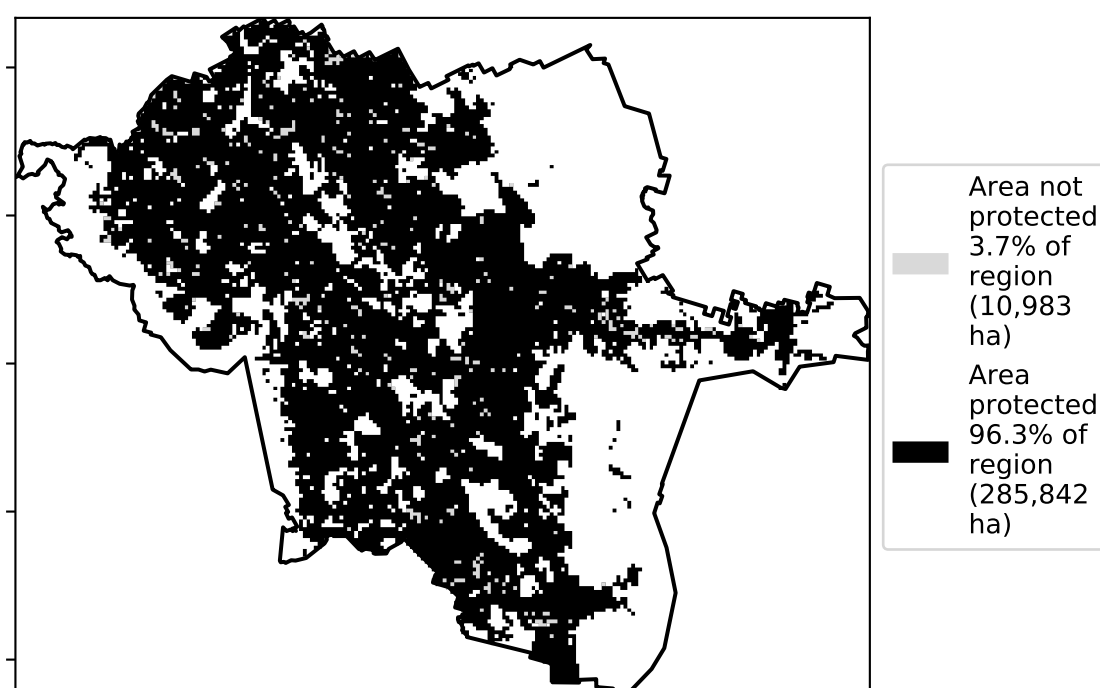 Area not
protected
3.7% of
region
(10,983
ha)
Area
protected
96.3% of
region
(285,842
ha)